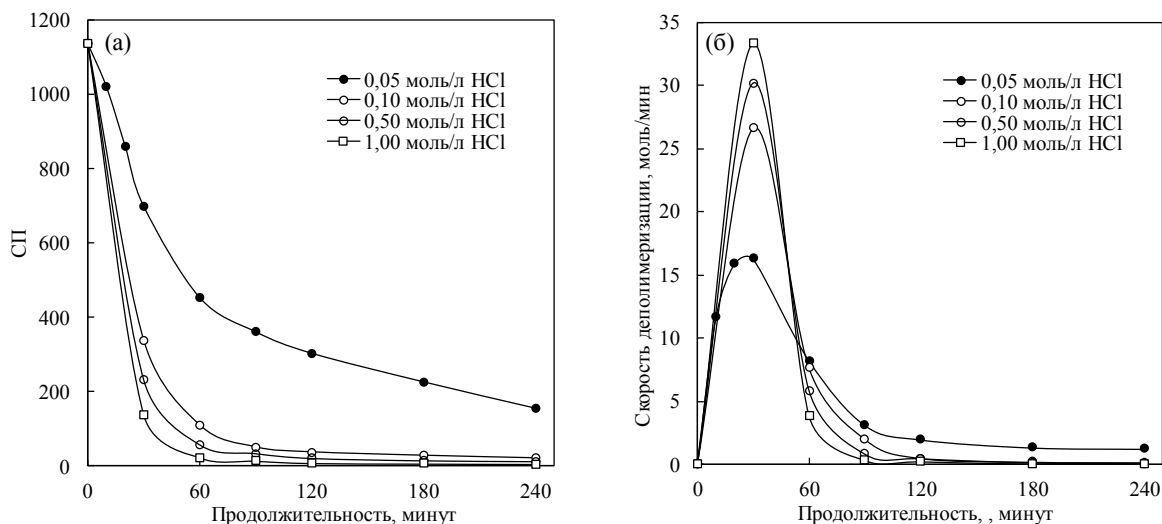 1200
1000
800
600
400
200
0
(а)
0,05 моль/л HCl
0,10 моль/л HCl
0,50 моль/л HCl
1,00 моль/л HCl
СП
0 60 120 180 240
Продолжительность, минут
35
30
25
20
15
10
5
0
(б)
0,05 моль/л HCl
0,10 моль/л HCl
0,50 моль/л HCl
1,00 моль/л HCl
Скорость деполимеризации, моль/мин
0 60 120 180 240
Продолжительность, , минут